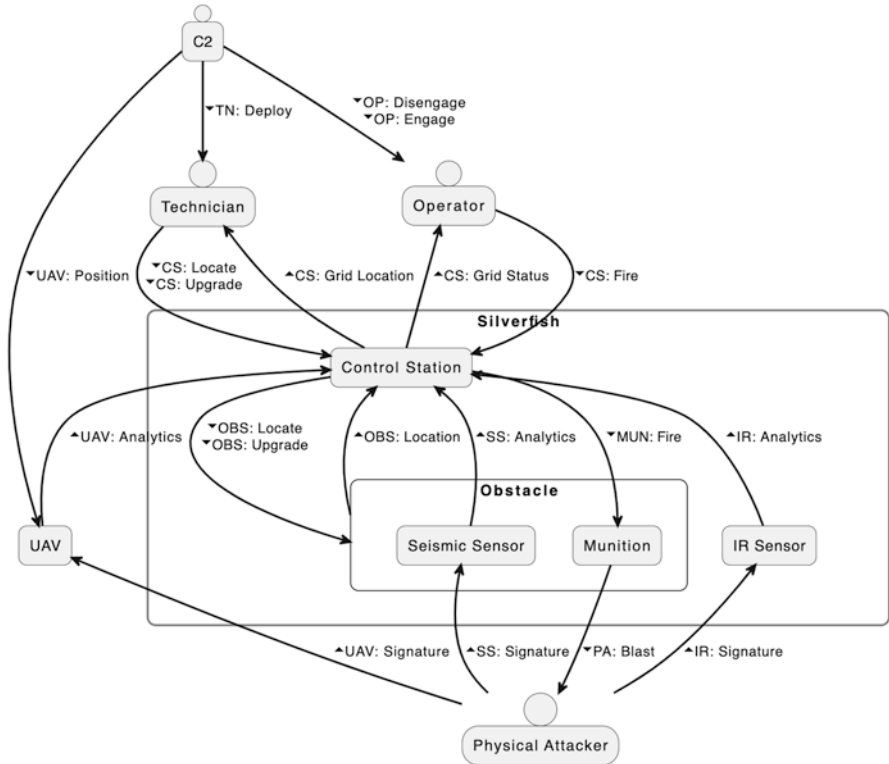 C2
▾TN: Deploy
▾OP: Disengage
▾OP: Engage
Technician
Operator
▾UAV: Position
▾CS: Locate
▾CS: Upgrade
▴CS: Grid Location
▴CS: Grid Status
▾CS: Fire
Silverfish
Control Station
▴UAV: Analytics
▾OBS: Locate
▾OBS: Upgrade
▴OBS: Location
▴SS: Analytics
▾MUN: Fire
▴IR: Analytics
Obstacle
UAV
Seismic Sensor
Munition
IR Sensor
▴UAV: Signature
▴SS: Signature
▾PA: Blast
▴IR: Signature
Physical Attacker